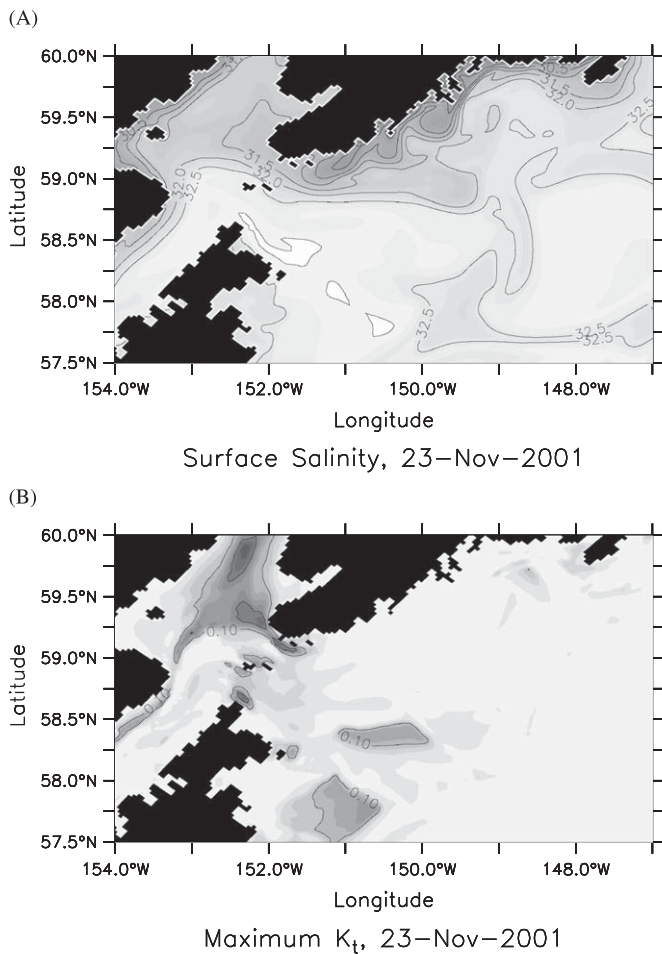 (A)
60.0°N
59.5°N
59.0°N
58.5°N
58.0°N
57.5°N
Latitude
30.5
31.5
32.0
32.5
31.5
32.0
32.0
32.5
32.5
32.5
32.5
154.0°W 152.0°W 150.0°W 148.0°W
Longitude
Surface Salinity, 23-Nov-2001
(B)
60.0°N
59.5°N
59.0°N
58.5°N
58.0°N
57.5°N
Latitude
0.10
0.10
0.10
0.10
154.0°W 152.0°W 150.0°W 148.0°W
Longitude
Maximum Kt, 23-Nov-2001